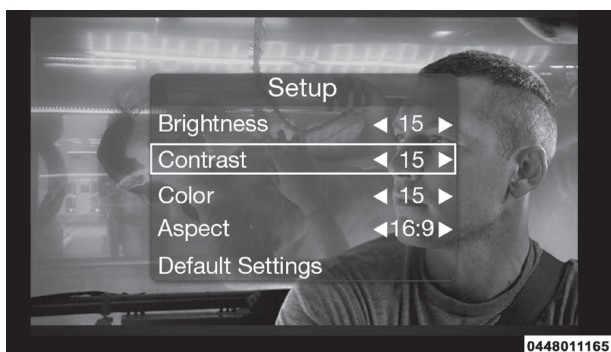 Setup
Brightness ◀ 15 ▶
Contrast ◀ 15 ▶
Color ◀ 15 ▶
Aspect ◀16:9▶
Default Settings
0448011165